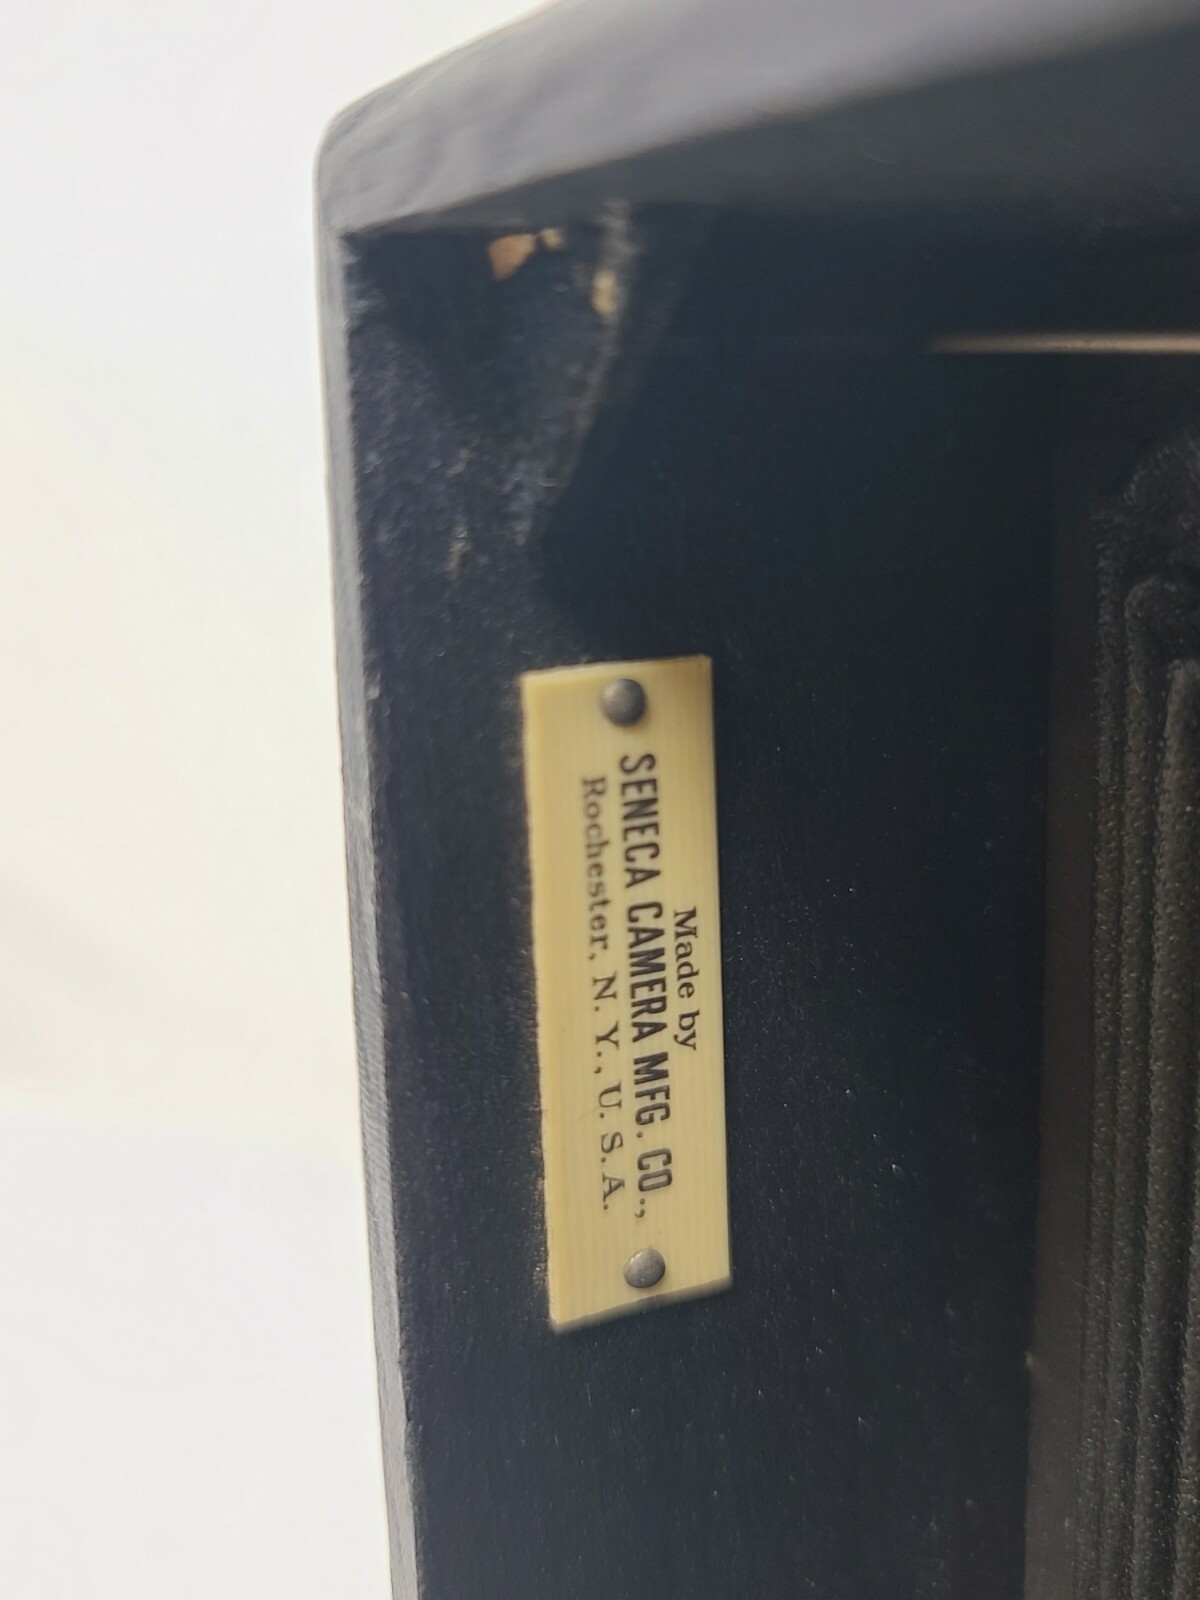 Made by
SENECA CAMERA MFG. CO.,
Rochester, N. Y., U. S. A.